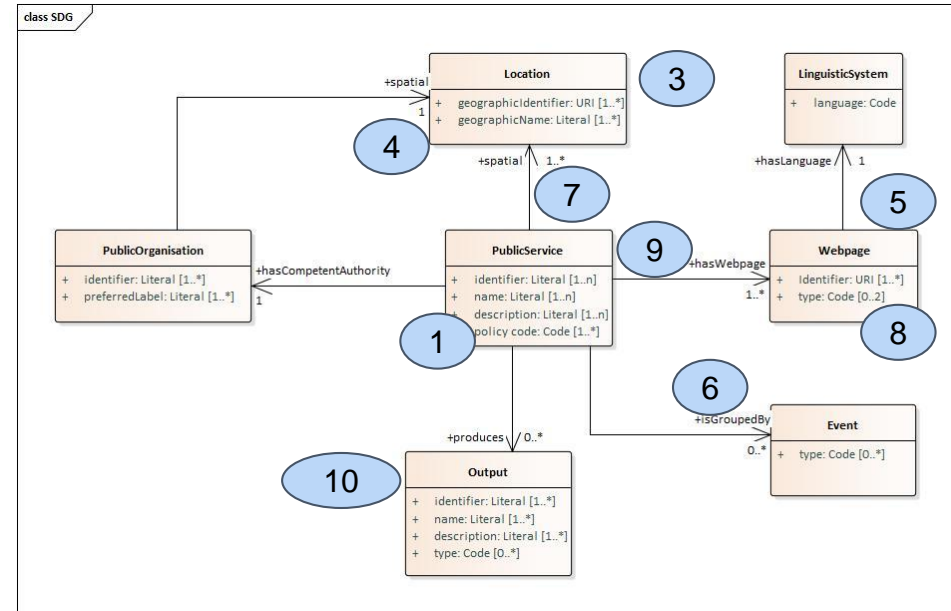 class SDG
Location
+ geographicIdentifier: URI [1..*]
+ geographicName: Literal [1..*]
3
LinguisticSystem
+ language: Code
+spatial
1
4
+spatial
1..*
7
+hasLanguage
1
5
PublicOrganisation
+ identifier: Literal [1..*]
+ preferredLabel: Literal [1..*]
+hasCompetentAuthority
1
PublicService
+ identifier: Literal [1..n]
+ name: Literal [1..n]
+ description: Literal [1..n]
policy code: Code [1..*]
1
9
+hasWebpage
1..*
Webpage
+ Identifier: URI [1..*]
+ type: Code [0..2]
8
6
+isGroupedBy
0..*
Event
+ type: Code [0..*]
+produces
0..*
10
Output
+ identifier: Literal [1..*]
+ name: Literal [1..*]
+ description: Literal [1..*]
+ type: Code [0..*]